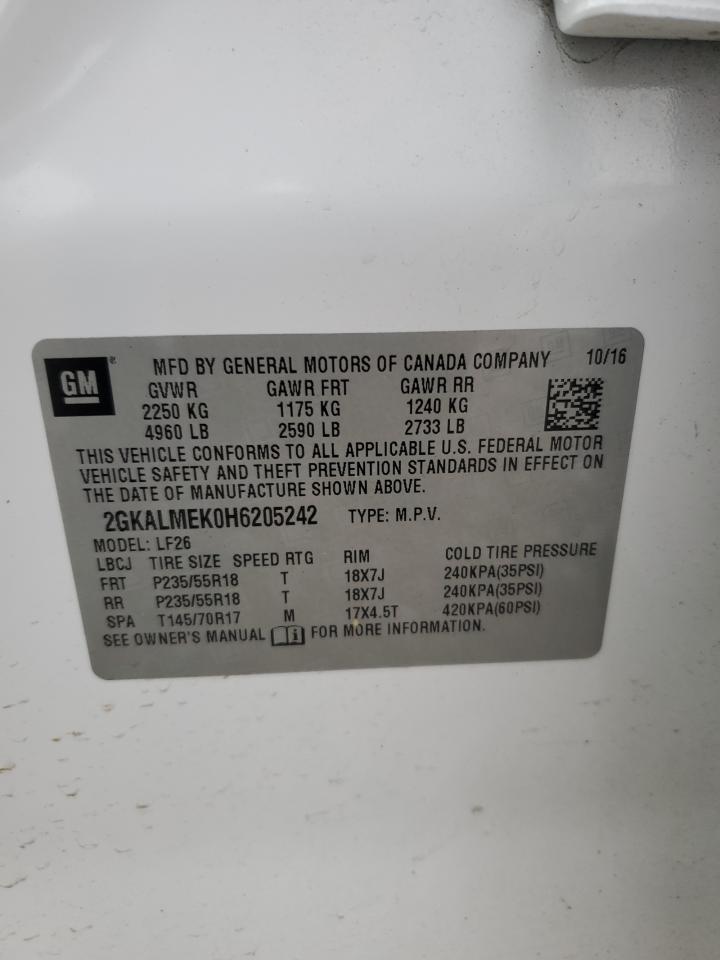 GM ® MFD BY GENERAL MOTORS OF CANADA COMPANY 10/16
GVWR GAWR FRT GAWR RR
2250 KG 1175 KG 1240 KG
4960 LB 2590 LB 2733 LB
THIS VEHICLE CONFORMS TO ALL APPLICABLE U.S. FEDERAL MOTOR
VEHICLE SAFETY AND THEFT PREVENTION STANDARDS IN EFFECT ON
THE DATE OF MANUFACTURE SHOWN ABOVE.
2GKALMEK0H6205242 TYPE: M.P.V.
MODEL: LF26
LBCJ TIRE SIZE SPEED RTG RIM COLD TIRE PRESSURE
FRT P235/55R18 T 18X7J 240KPA(35PSI)
RR P235/55R18 T 18X7J 240KPA(35PSI)
SPA T145/70R17 M 17X4.5T 420KPA(60PSI)
SEE OWNER'S MANUAL FOR MORE INFORMATION.